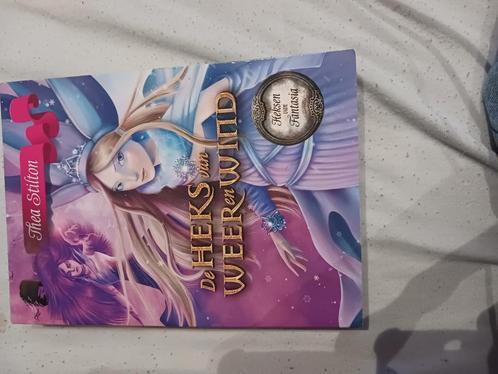 Thea Stilton
De HEKS van
WEER en WIND
Heksen
van
Fantasia